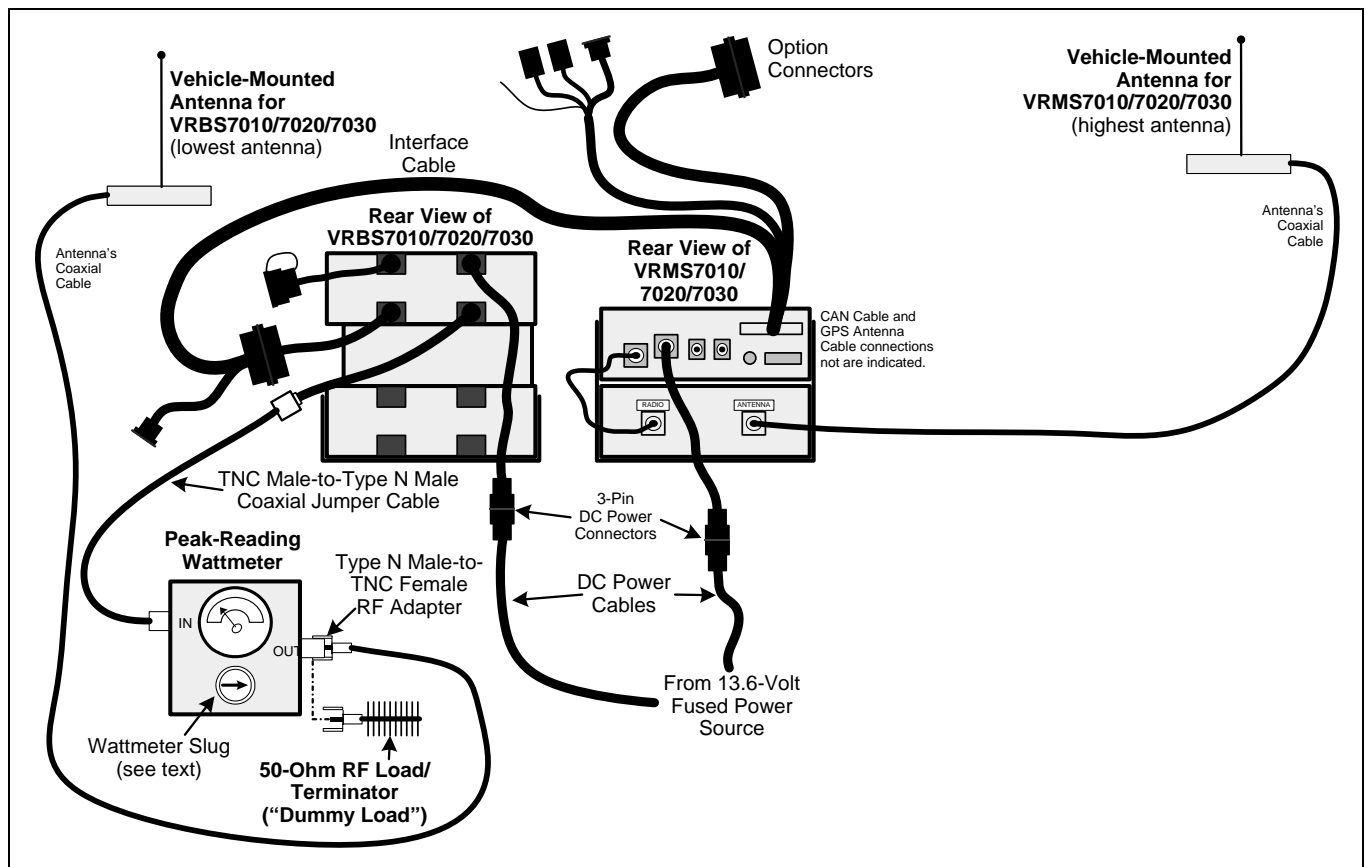 Vehicle-Mounted
Antenna for
VRBS7010/7020/7030
(lowest antenna)
Option
Connectors
Vehicle-Mounted
Antenna for
VRMS7010/7020/7030
(highest antenna)
Interface
Cable
Antenna's
Coaxial
Cable
Rear View of
VRBS7010/7020/7030
Rear View of
VRMS7010/
7020/7030
Antenna's
Coaxial
Cable
CAN Cable and
GPS Antenna
Cable connections
not are indicated.
RADIO
ANTENNA
TNC Male-to-Type N Male
Coaxial Jumper Cable
3-Pin
DC Power
Connectors
Peak-Reading
Wattmeter
Type N Male-to-
TNC Female
RF Adapter
DC Power
Cables
IN
OUT
From 13.6-Volt
Fused Power
Source
Wattmeter Slug
(see text)
50-Ohm RF Load/
Terminator
(“Dummy Load”)